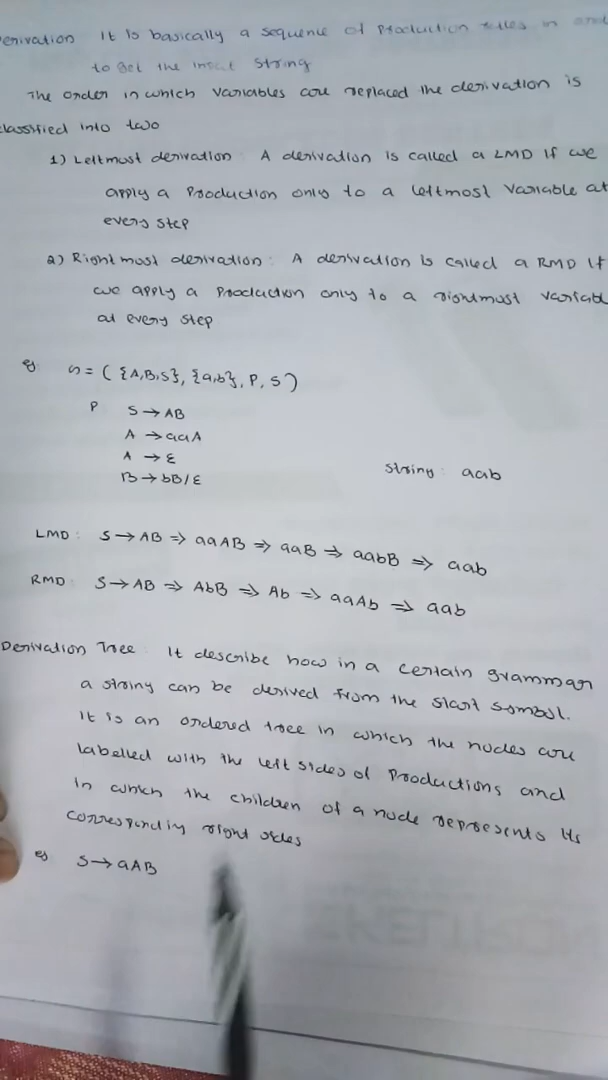 Derivation It is basically a sequence of production rules in
to get the input string
The order in which variables are replaced the derivation is
classified into two
1) Leftmost derivation: A derivation is called a LMD if we
apply a production only to a leftmost variable at
every step
2) Rightmost derivation: A derivation is called a RMD if
we apply a production only to a rightmost variabl
at every step
eg G = ( {A,B,S}, {a,b}, P, S )
P S → AB
A → aaA
A → ε
B → bB/ε
String: aab
LMD: S → AB ⇒ aaAB ⇒ aaB ⇒ aabB ⇒ aab
RMD: S → AB ⇒ AbB ⇒ Ab ⇒ aaAb ⇒ aab
Derivation Tree: It describe how in a certain grammar
a string can be derived from the start symbol.
It is an ordered tree in which the nodes are
labelled with the left sides of productions and
in which the children of a node represents its
corresponding right sides
eg S → aAB